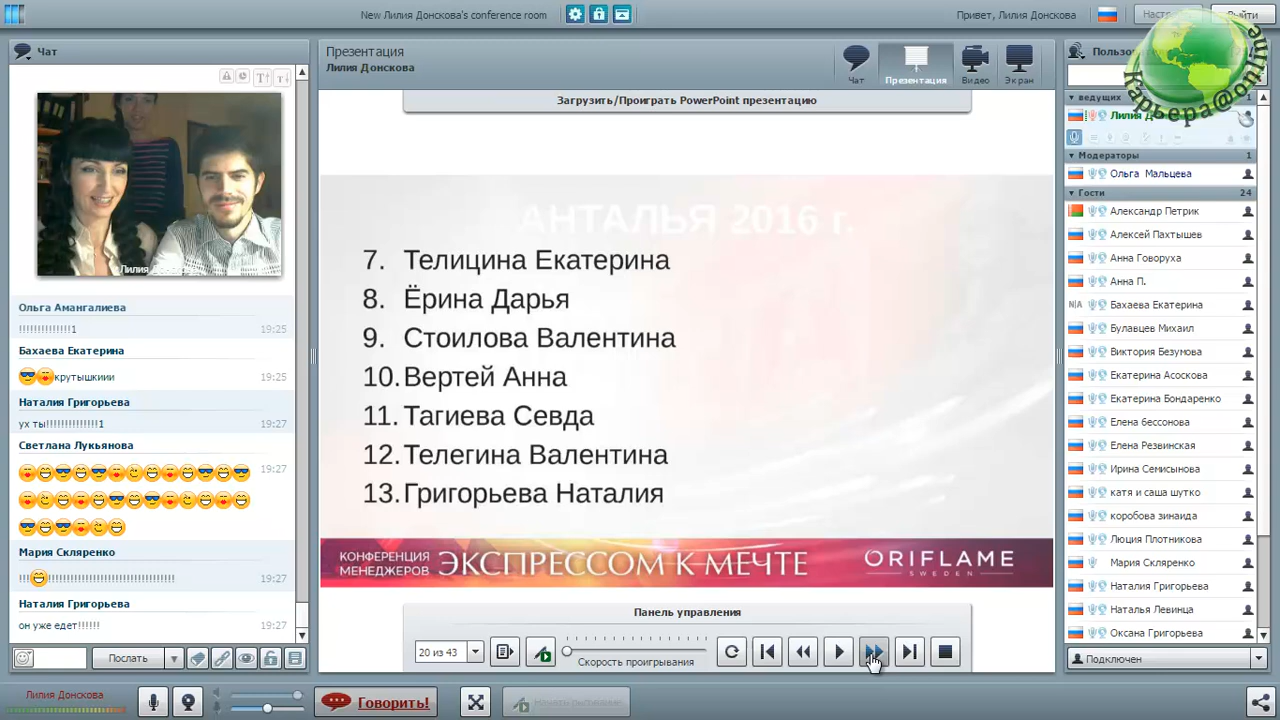 New Лилия Донскова's conference room
Привет, Лилия Донскова
Выйти
Карьера@online
Чат
Лилия
Ольга Амангалиева
!!!!!!!!!!!!!!1
19:25
Бахаева Екатерина
крутышкиии
19:25
Наталия Григорьева
ух ты!!!!!!!!!!!!!!1
19:27
Светлана Лукьянова
19:27
Мария Скляренко
19:27
Наталия Григорьева
он уже едет!!!!!!
19:27
Послать
Презентация
Лилия Донскова
Чат
Презентация
Видео
Экран
Загрузить/Проиграть PowerPoint презентацию
АНТАЛЬЯ 2016 г.
7. Телицина Екатерина
8. Ёрина Дарья
9. Стоилова Валентина
10. Вертей Анна
11. Тагиева Севда
12. Телегина Валентина
13. Григорьева Наталия
КОНФЕРЕНЦИЯ
МЕНЕДЖЕРОВ
ЭКСПРЕССОМ К МЕЧТЕ
ORIFLAME
SWEDEN
Панель управления
20 из 43
Скорость проигрывания
ведущих
1
Лилия
Модераторы 1
Ольга Мальцева
Гости 24
Александр Петрик
Алексей Пахтышев
Анна Говоруха
Анна П.
N/A Бахаева Екатерина
Булавцев Михаил
Виктория Безумова
Екатерина Асоскова
Екатерина Бондаренко
Елена бессонова
Елена Резвинская
Ирина Семисынова
катя и саша шутко
коробова зинаида
Люция Плотникова
Мария Скляренко
Наталия Григорьева
Наталья Левинца
Оксана Григорьева
Подключен
Лилия Донскова
Говорить!